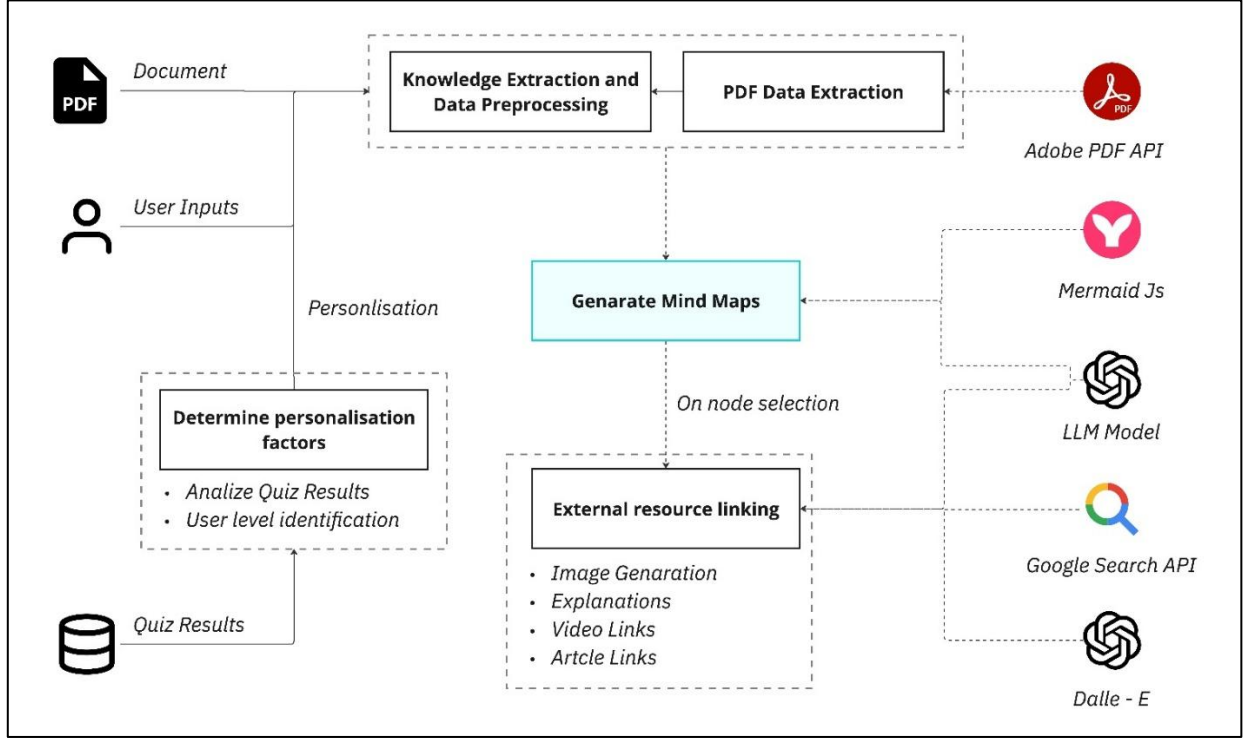 PDF
Document
Knowledge Extraction and
Data Preprocessing
PDF Data Extraction
PDF
Adobe PDF API
User Inputs
Genarate Mind Maps
Mermaid Js
Personlisation
Determine personalisation
factors
• Analize Quiz Results
• User level identification
On node selection
LLM Model
External resource linking
• Image Genaration
• Explanations
• Video Links
• Artcle Links
Google Search API
Quiz Results
Dalle - E